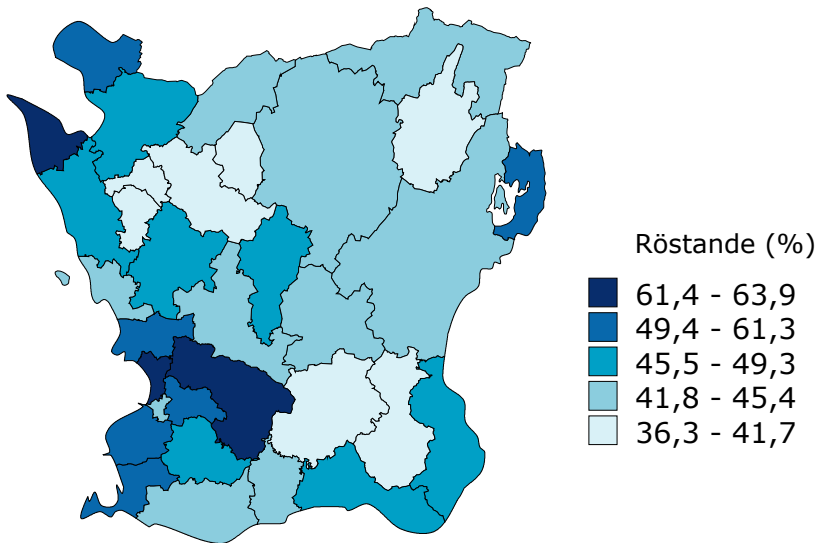 Röstande (%)
61,4 - 63,9
49,4 - 61,3
45,5 - 49,3
41,8 - 45,4
36,3 - 41,7